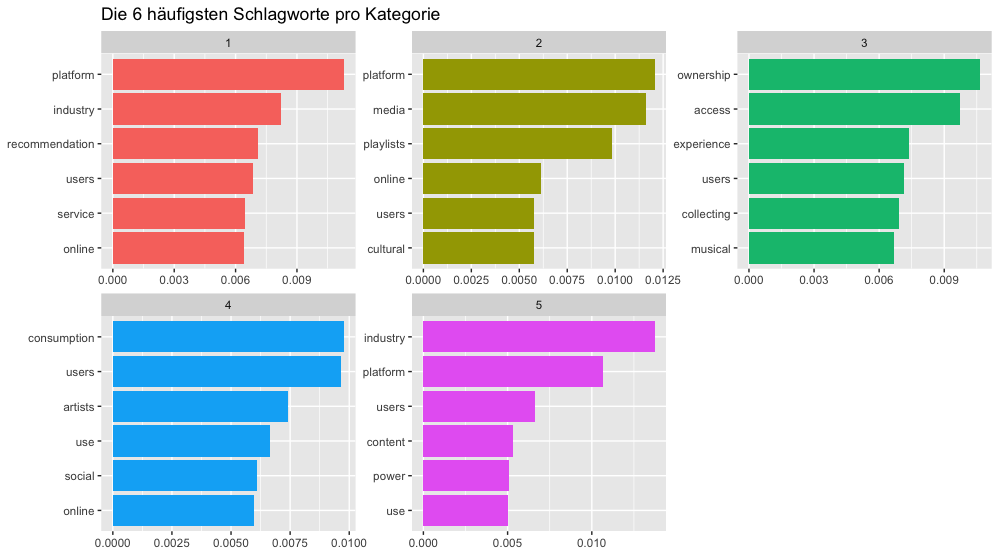 Die 6 häufigsten Schlagworte pro Kategorie
1
platform
industry
recommendation
users
service
online
0.000 0.003 0.006 0.009
2
platform
media
playlists
online
users
cultural
0.0000 0.0025 0.0050 0.0075 0.0100 0.0125
3
ownership
access
experience
users
collecting
musical
0.000 0.003 0.006 0.009
4
consumption
users
artists
use
social
online
0.0000 0.0025 0.0050 0.0075 0.0100
5
industry
platform
users
content
power
use
0.000 0.005 0.010